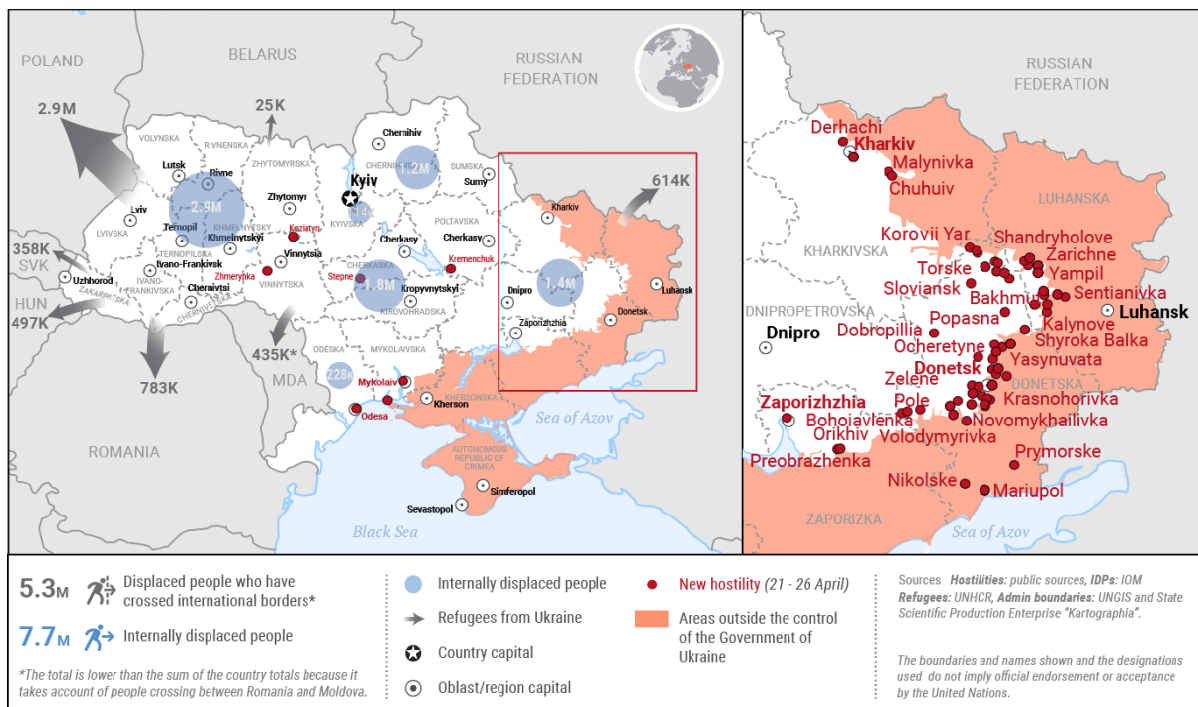 POLAND
BELARUS
RUSSIAN
FEDERATION
2.9M
25K
VOLYNSKA
RIVNENSKA
ZHYTOMYRSKA
Chernihiv
CHERNIHIVSKA
1.2M
SUMSKA
Sumy
Lutsk
Rivne
Kyiv
614K
Zhytomyr
Lviv
2.9M
KYIVSKA
Kharkiv
LVIVSKA
Ternopil
KHMELNYTSKY
Khmelnytskyi
Koziatyn
POLTAVSKA
358K
SVK
TERNOPILSKA
Vinnytsia
Cherkasy
Cherkasy
Uzhhorod
Ivano-Frankivsk
Zhmerynka
CHERKASKA
Stepne
Kremenchuk
IVANO-
FRANKIVSKA
VINNYTSKA
1.8M
1.4M
HUN
ZAKARPATSKA
Chernivtsi
CHERNIVETSKA
Kropyvnytskyi
Dnipro
Luhansk
497K
KIROVOHRADSKA
Donetsk
Zaporizhzhia
783K
435K*
MDA
ODESKA
MYKOLAIVSKA
228K
Mykolaiv
Kherson
KHERSONSKA
Odesa
Sea of Azov
ROMANIA
AUTONOMOUS
REPUBLIC OF
CRIMEA
Simferopol
Sevastopol
Black Sea
RUSSIAN
FEDERATION
Derhachi
Kharkiv
Malynivka
Chuhuiv
LUHANSKA
KHARKIVSKA
Korovii Yar
Shandryholove
Zarichne
Torske
Yampil
Sloviansk
Sentianivka
Bakhmut
DNIPROPETROVSKA
Popasna
Kalynove
Luhansk
Dnipro
Dobropillia
Shyroka Balka
Ocheretyne
Yasynuvata
Donetsk
DONETSKA
Zelene
Krasnohorivka
Zaporizhzhia
Pole
Bohoiavlenka
Novomykhailivka
Orikhiv
Volodymyrivka
Preobrazhenka
Prymorske
Nikolske
Mariupol
ZAPORIZKA
Sea of Azov
5.3M
Displaced people who have
crossed international borders*
7.7M
Internally displaced people
*The total is lower than the sum of the country totals because it
takes account of people crossing between Romania and Moldova.
Internally displaced people
Refugees from Ukraine
Country capital
Oblast/region capital
New hostility (21 - 26 April)
Areas outside the control
of the Government of
Ukraine
Sources Hostilities: public sources, IDPs: IOM
Refugees: UNHCR, Admin boundaries: UNGIS and State
Scientific Production Enterprise "Kartographia".
The boundaries and names shown and the designations
used do not imply official endorsement or acceptance
by the United Nations.